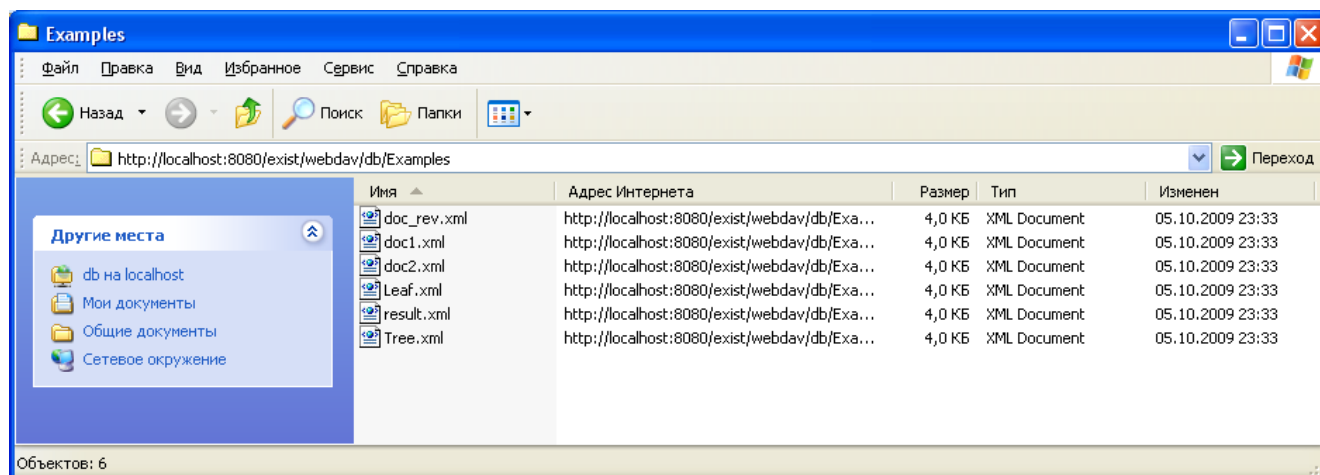 Examples
Файл Правка Вид Избранное Сервис Справка
Назад Поиск Папки
Адрес: http://localhost:8080/exist/webdav/db/Examples Переход
Имя Адрес Интернета Размер Тип Изменен
doc_rev.xml http://localhost:8080/exist/webdav/db/Exa... 4,0 КБ XML Document 05.10.2009 23:33
doc1.xml http://localhost:8080/exist/webdav/db/Exa... 4,0 КБ XML Document 05.10.2009 23:33
doc2.xml http://localhost:8080/exist/webdav/db/Exa... 4,0 КБ XML Document 05.10.2009 23:33
Leaf.xml http://localhost:8080/exist/webdav/db/Exa... 4,0 КБ XML Document 05.10.2009 23:33
result.xml http://localhost:8080/exist/webdav/db/Exa... 4,0 КБ XML Document 05.10.2009 23:33
Tree.xml http://localhost:8080/exist/webdav/db/Exa... 4,0 КБ XML Document 05.10.2009 23:33
Другие места
db на localhost
Мои документы
Общие документы
Сетевое окружение
Объектов: 6